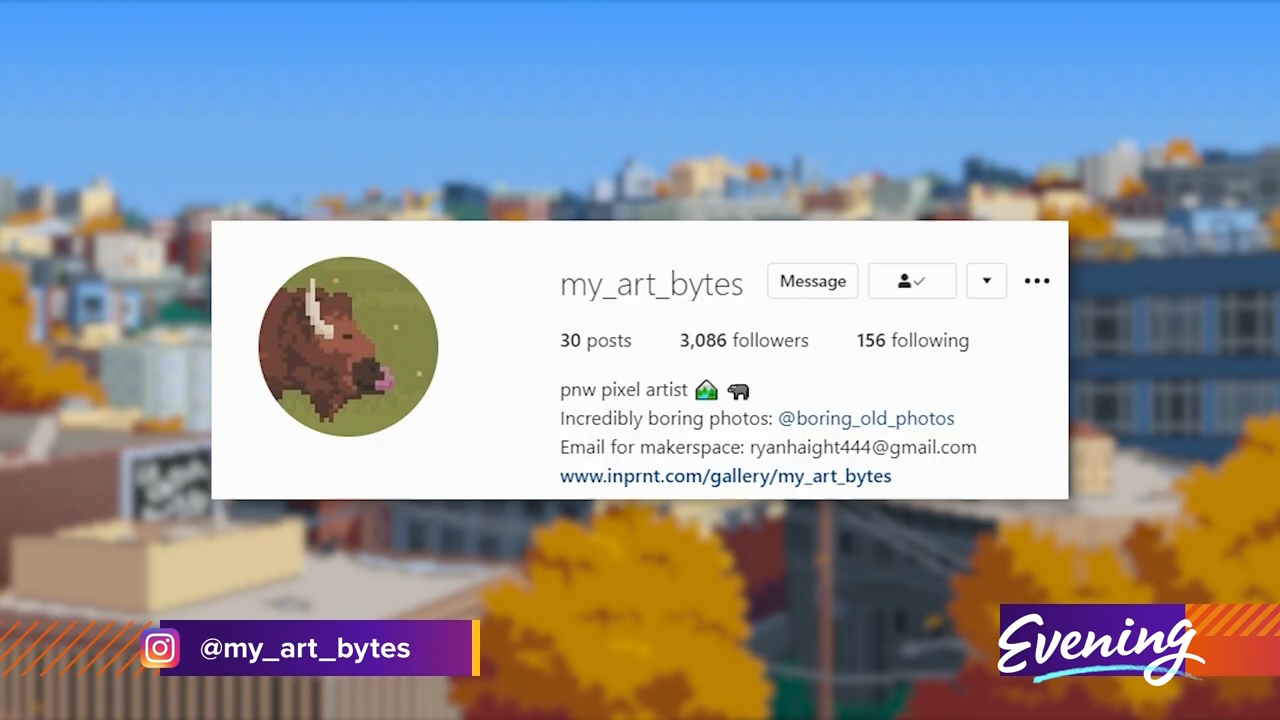 my_art_bytes Message
30 posts 3,086 followers 156 following
pnw pixel artist
Incredibly boring photos: @boring_old_photos
Email for makerspace: ryanhaight444@gmail.com
www.inprnt.com/gallery/my_art_bytes
@my_art_bytes
Evening